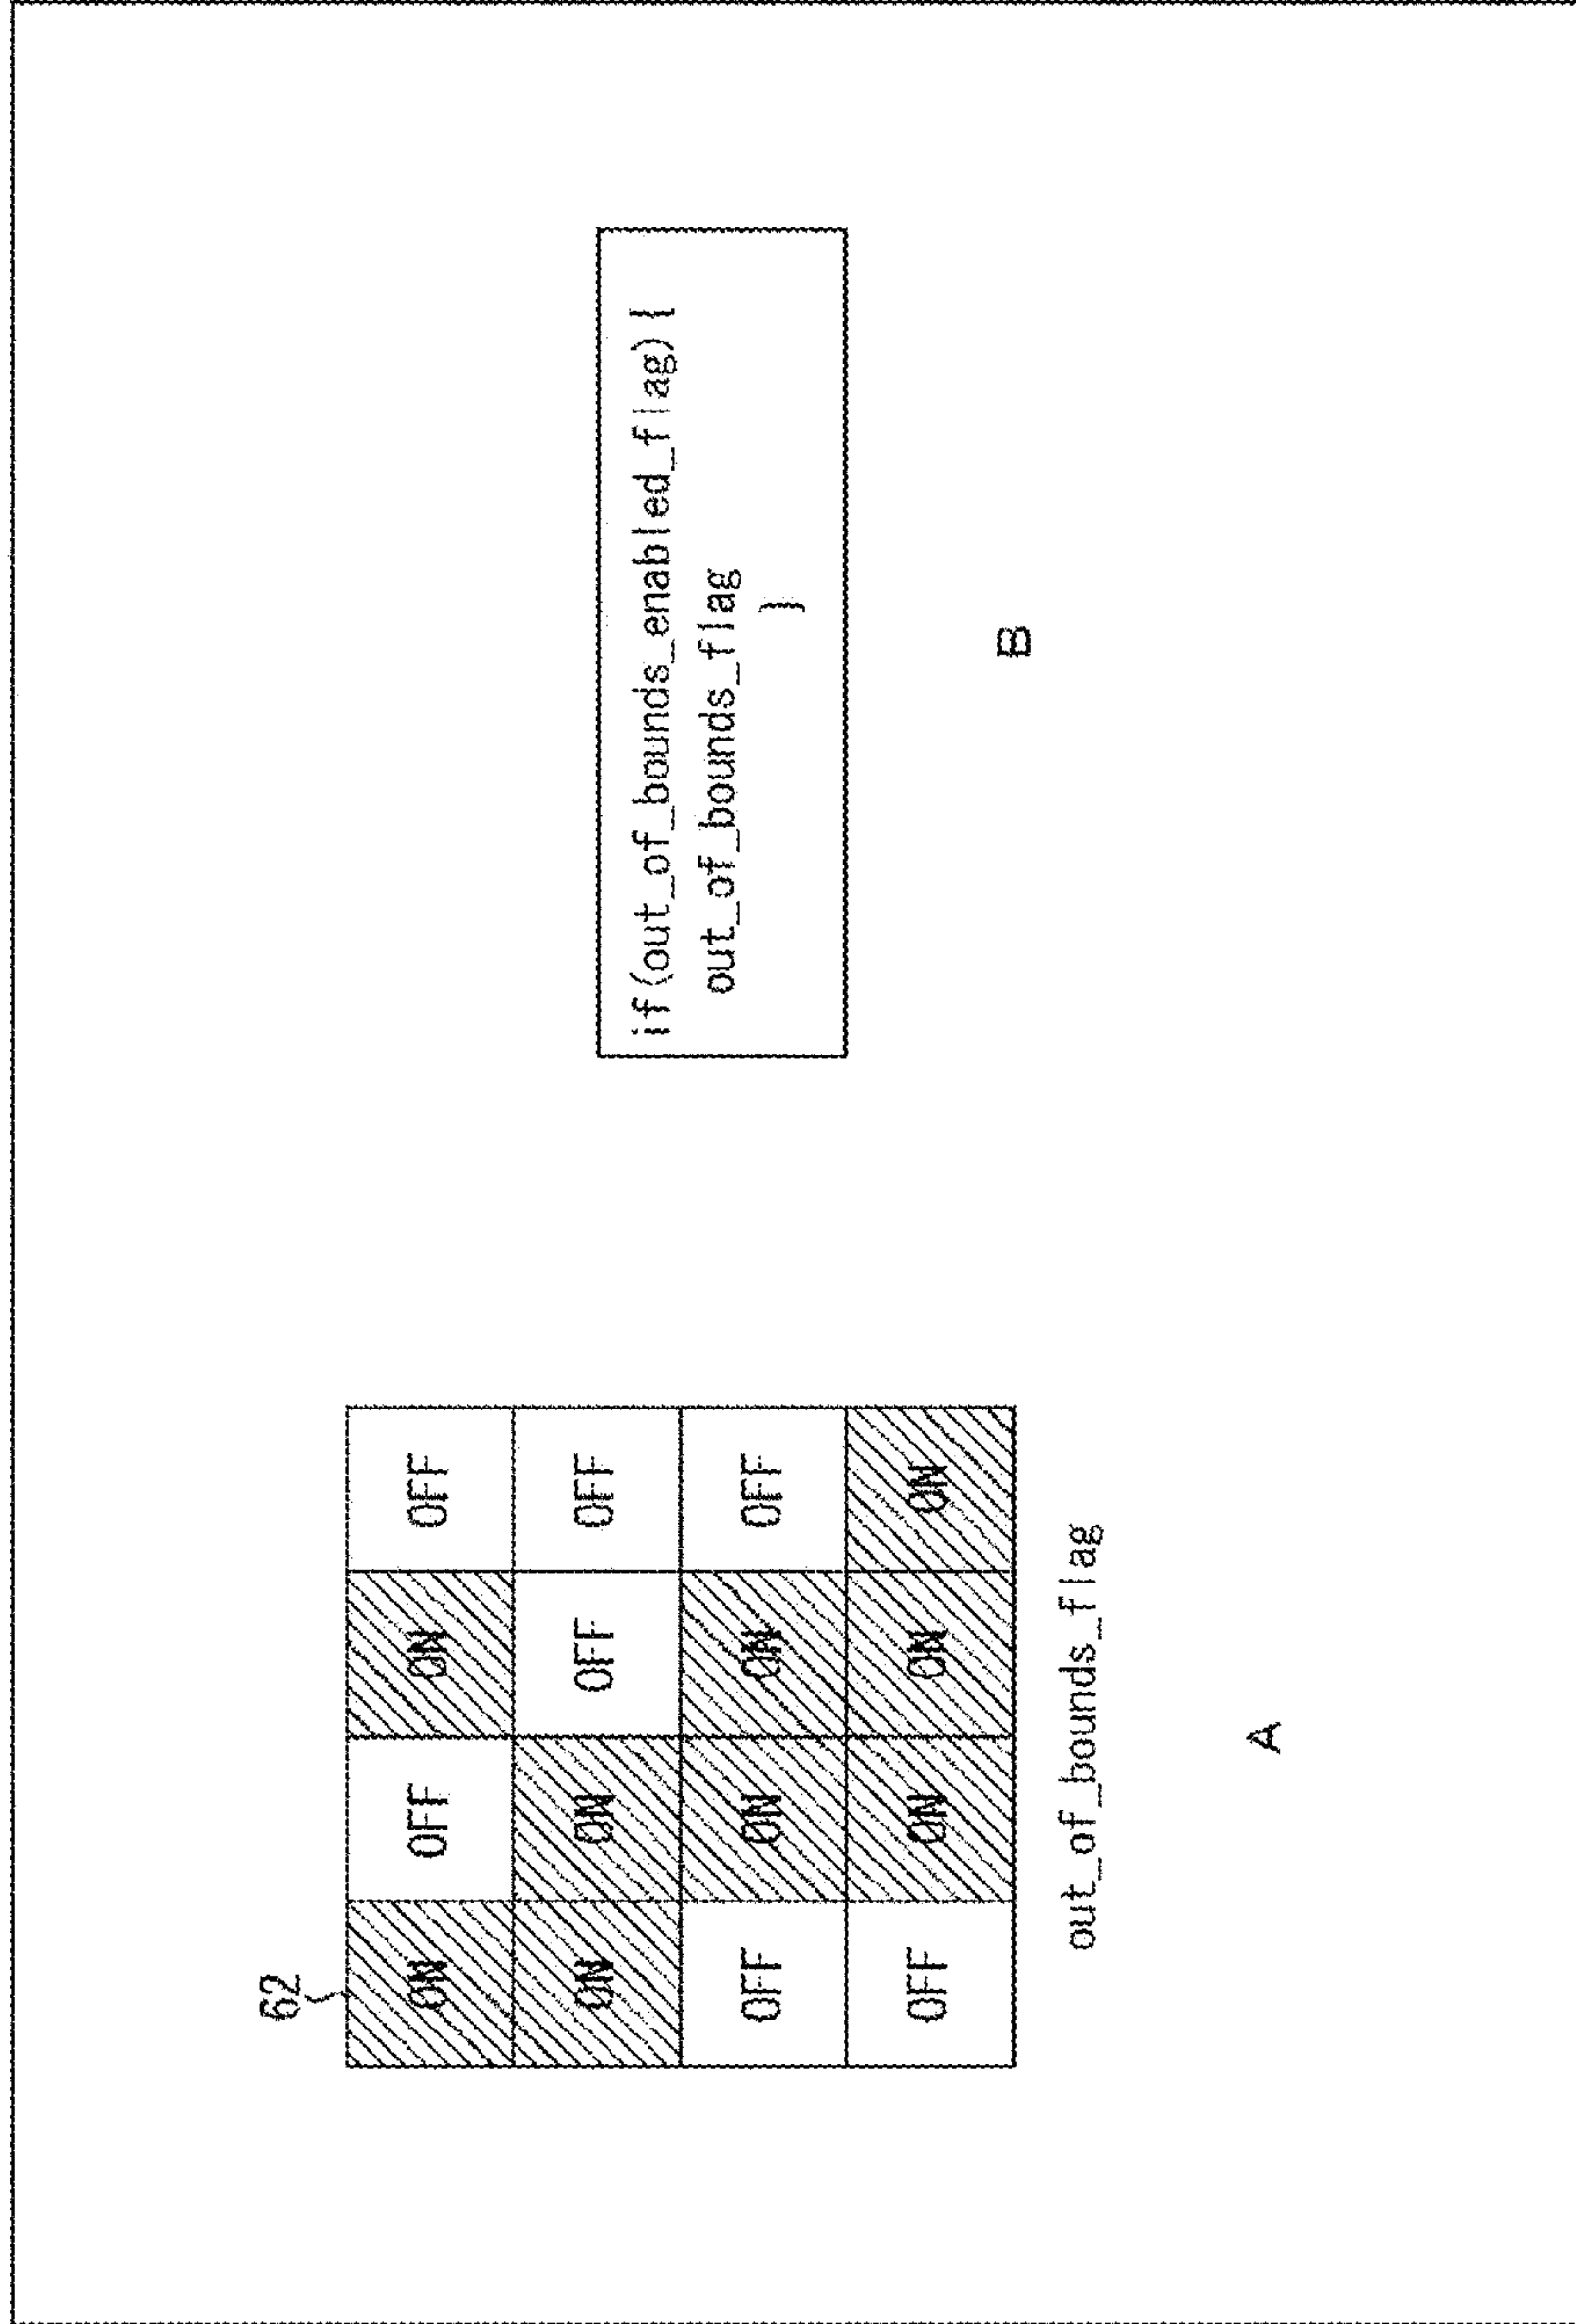 62
ON OFF ON OFF
ON ON OFF OFF
OFF ON ON OFF
OFF ON ON ON
out_of_bounds_flag
A
if(out_of_bounds_enabled_flag) {
out_of_bounds_flag
}
B